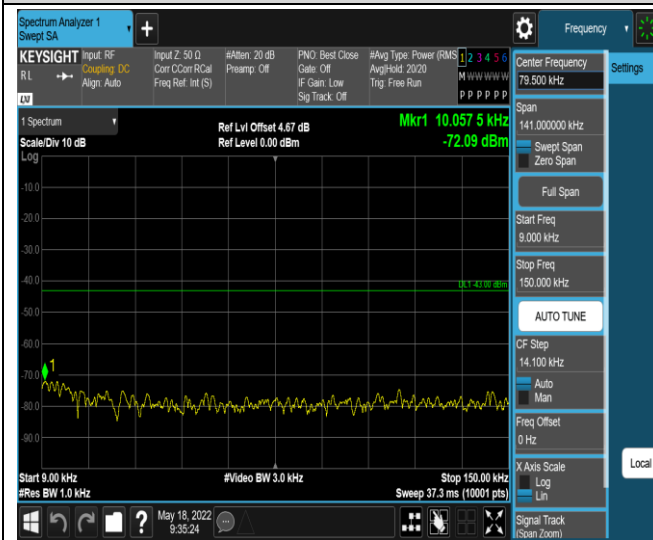 Spectrum Analyzer 1
Swept SA
+
Frequency
KEYSIGHT
RL
LXI
Input: RF
Coupling: DC
Align: Auto
Input Z: 50 Ω
Corr CCorr RCal
Freq Ref: Int (S)
#Atten: 20 dB
Preamp: Off
PNO: Best Close
Gate: Off
IF Gain: Low
Sig Track: Off
#Avg Type: Power (RMS
Avg|Hold: 20/20
Trig: Free Run
1 2 3 4 5 6
M W W W W W
P P P P P P
Center Frequency
79.500 kHz
Settings
Span
141.000000 kHz
Swept Span
Zero Span
Full Span
Start Freq
9.000 kHz
Stop Freq
150.000 kHz
AUTO TUNE
CF Step
14.100 kHz
Auto
Man
Freq Offset
0 Hz
X Axis Scale
Log
Lin
Local
Signal Track
(Span Zoom)
1 Spectrum
Scale/Div 10 dB
Ref Lvl Offset 4.67 dB
Ref Level 0.00 dBm
Mkr1 10.057 5 kHz
-72.09 dBm
Log
-10.0
-20.0
-30.0
-40.0
DL1 -43.00 dBm
-50.0
-60.0
1
-70.0
-80.0
-90.0
Start 9.00 kHz
#Video BW 3.0 kHz
Stop 150.00 kHz
#Res BW 1.0 kHz
Sweep 37.3 ms (10001 pts)
?
May 18, 2022
9:35:24